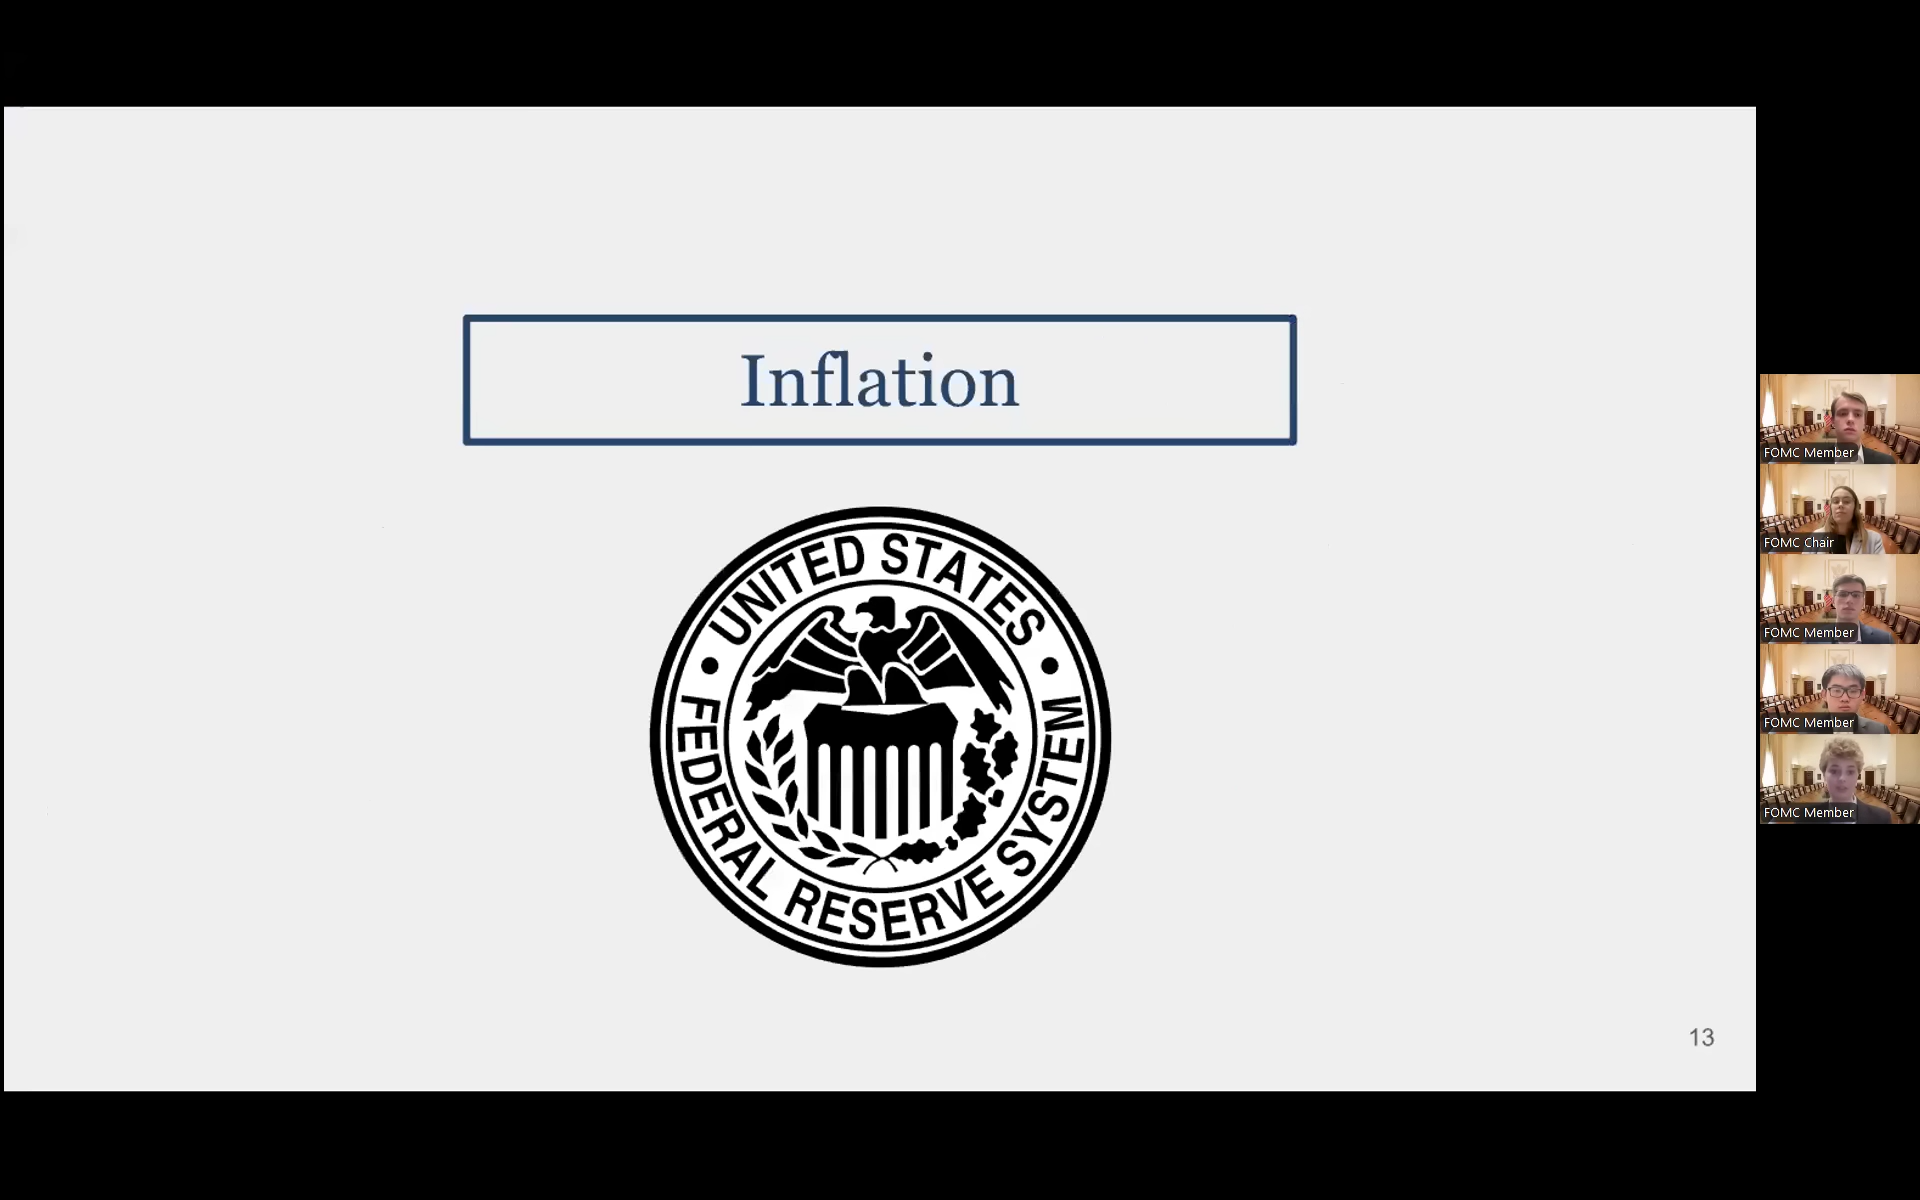 Inflation
UNITED STATES
FEDERAL RESERVE SYSTEM
13
FOMC Member
FOMC Chair
FOMC Member
FOMC Member
FOMC Member